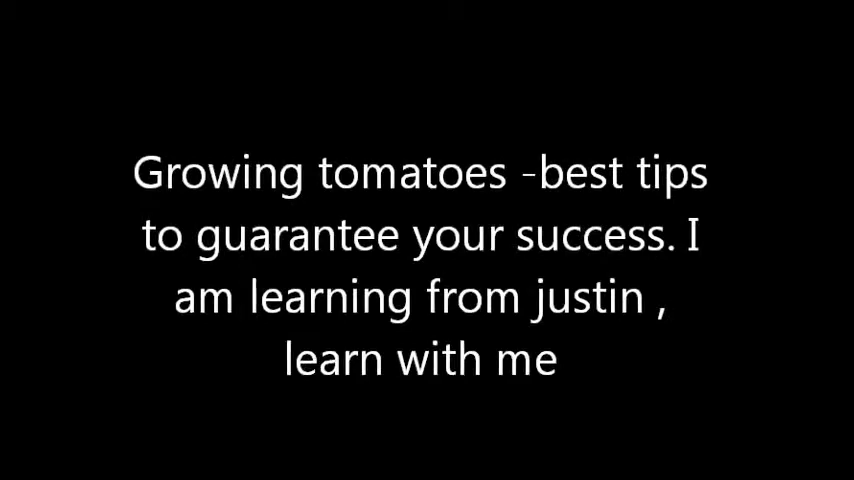 Growing tomatoes -best tips
to guarantee your success. I
am learning from justin ,
learn with me